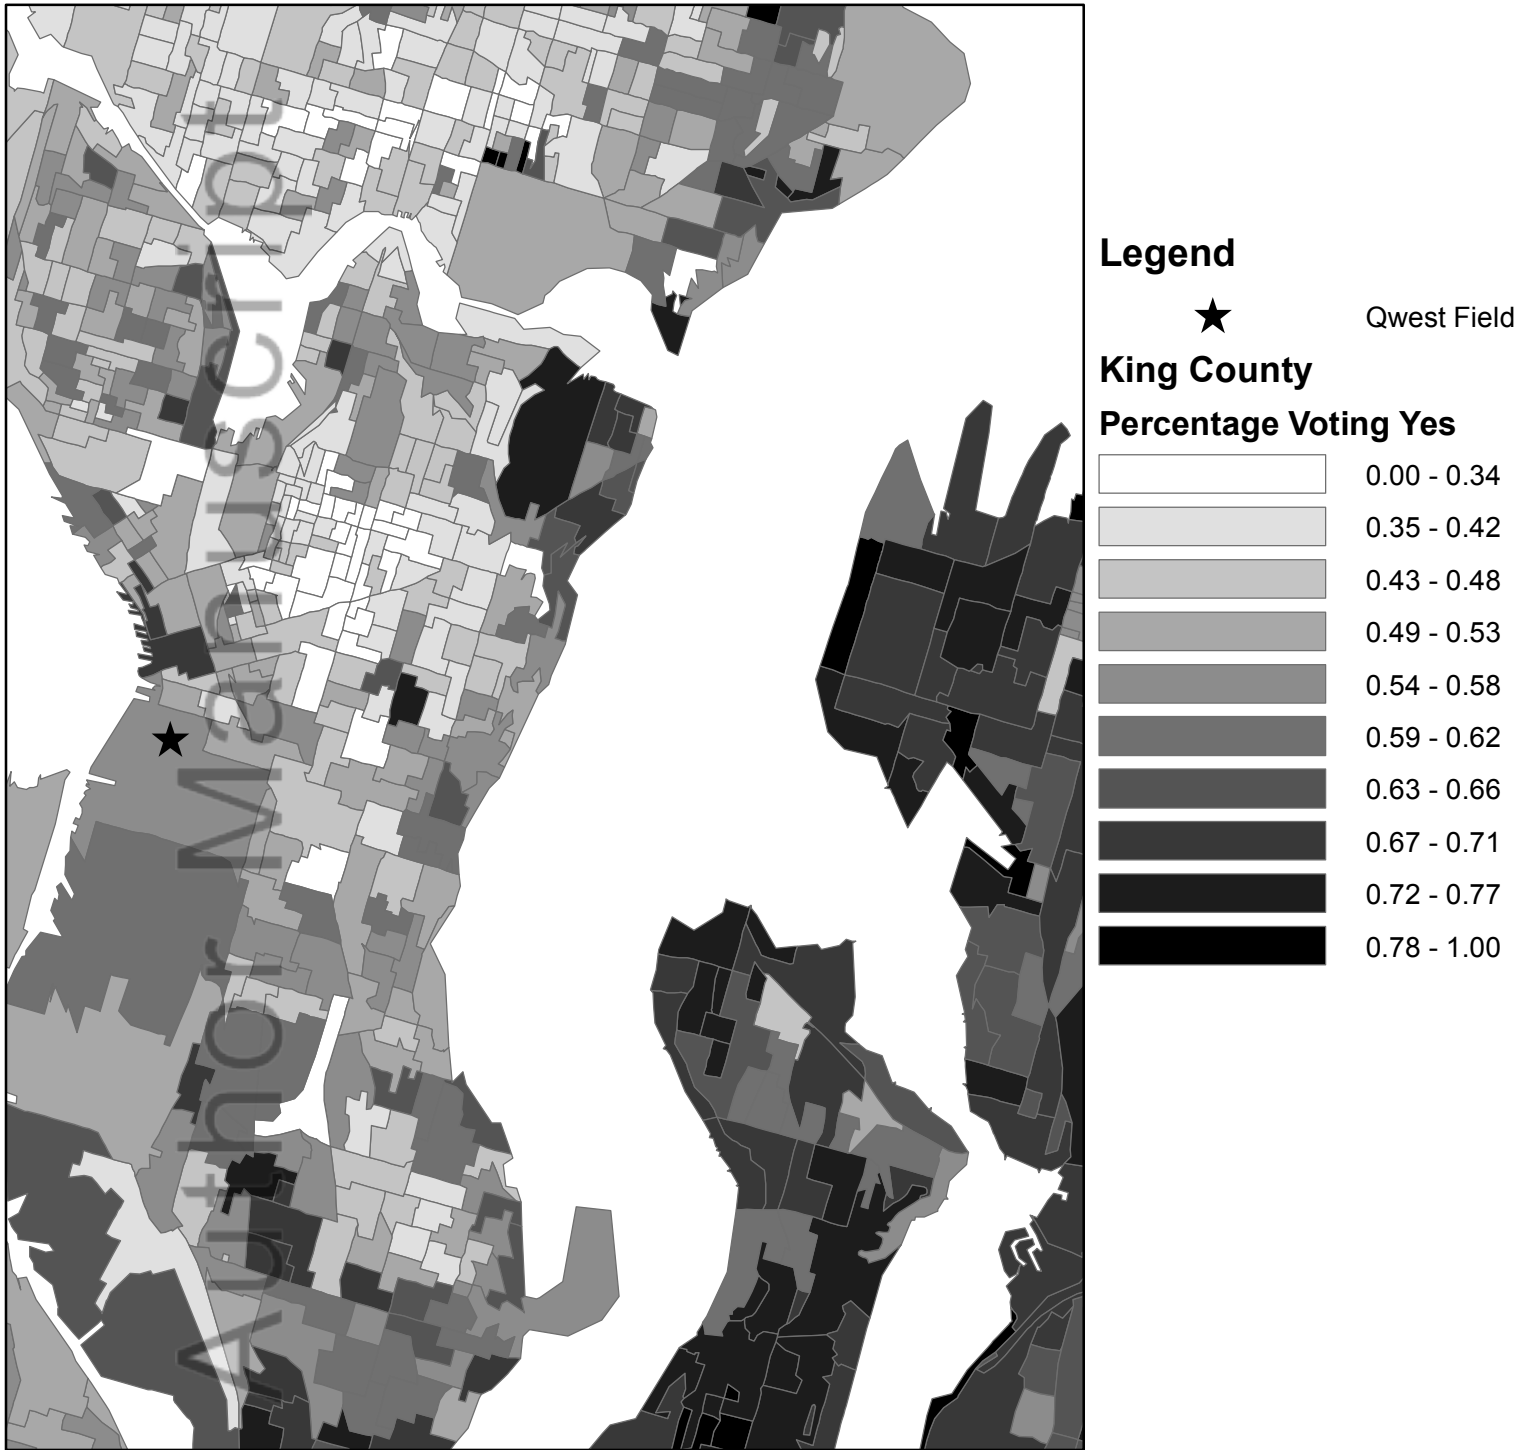 Author Manuscript
Legend
Qwest Field
King County
Percentage Voting Yes
0.00 - 0.34
0.35 - 0.42
0.43 - 0.48
0.49 - 0.53
0.54 - 0.58
0.59 - 0.62
0.63 - 0.66
0.67 - 0.71
0.72 - 0.77
0.78 - 1.00